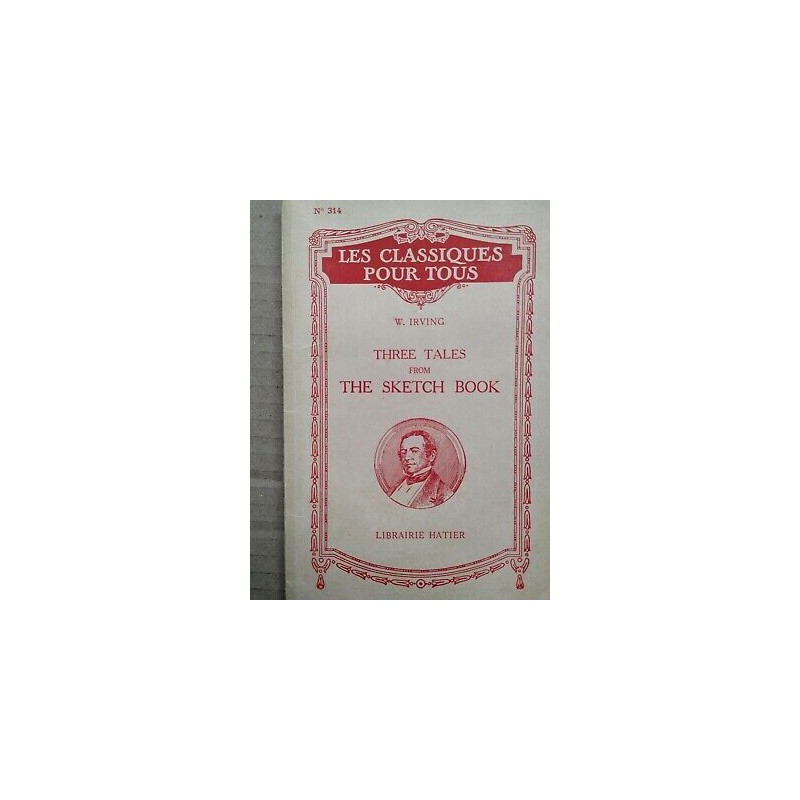 N° 314
LES CLASSIQUES
POUR TOUS
W. IRVING
THREE TALES
FROM
THE SKETCH BOOK
LIBRAIRIE HATIER